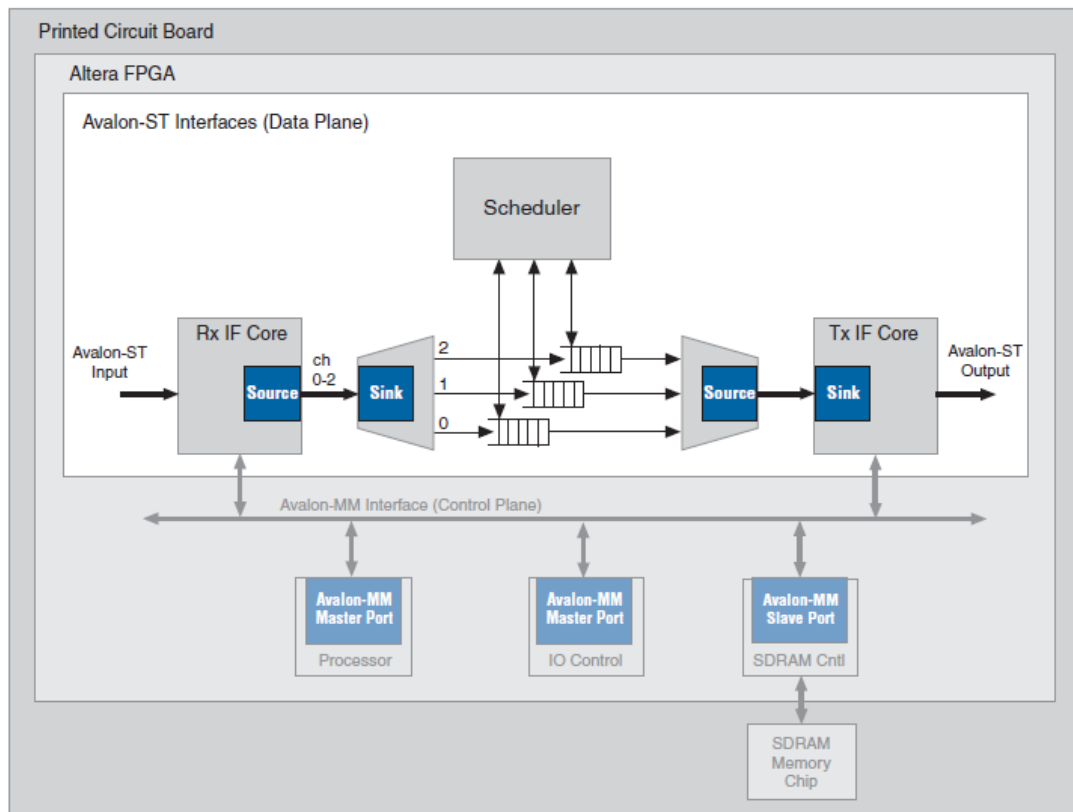 Printed Circuit Board
Altera FPGA
Avalon-ST Interfaces (Data Plane)
Scheduler
Rx IF Core
Tx IF Core
Avalon-ST
Input
ch
0-2
Source
Sink
2
1
0
Source
Sink
Avalon-ST
Output
Avalon-MM Interface (Control Plane)
Avalon-MM
Master Port
Processor
Avalon-MM
Master Port
IO Control
Avalon-MM
Slave Port
SDRAM Cntl
SDRAM
Memory
Chip